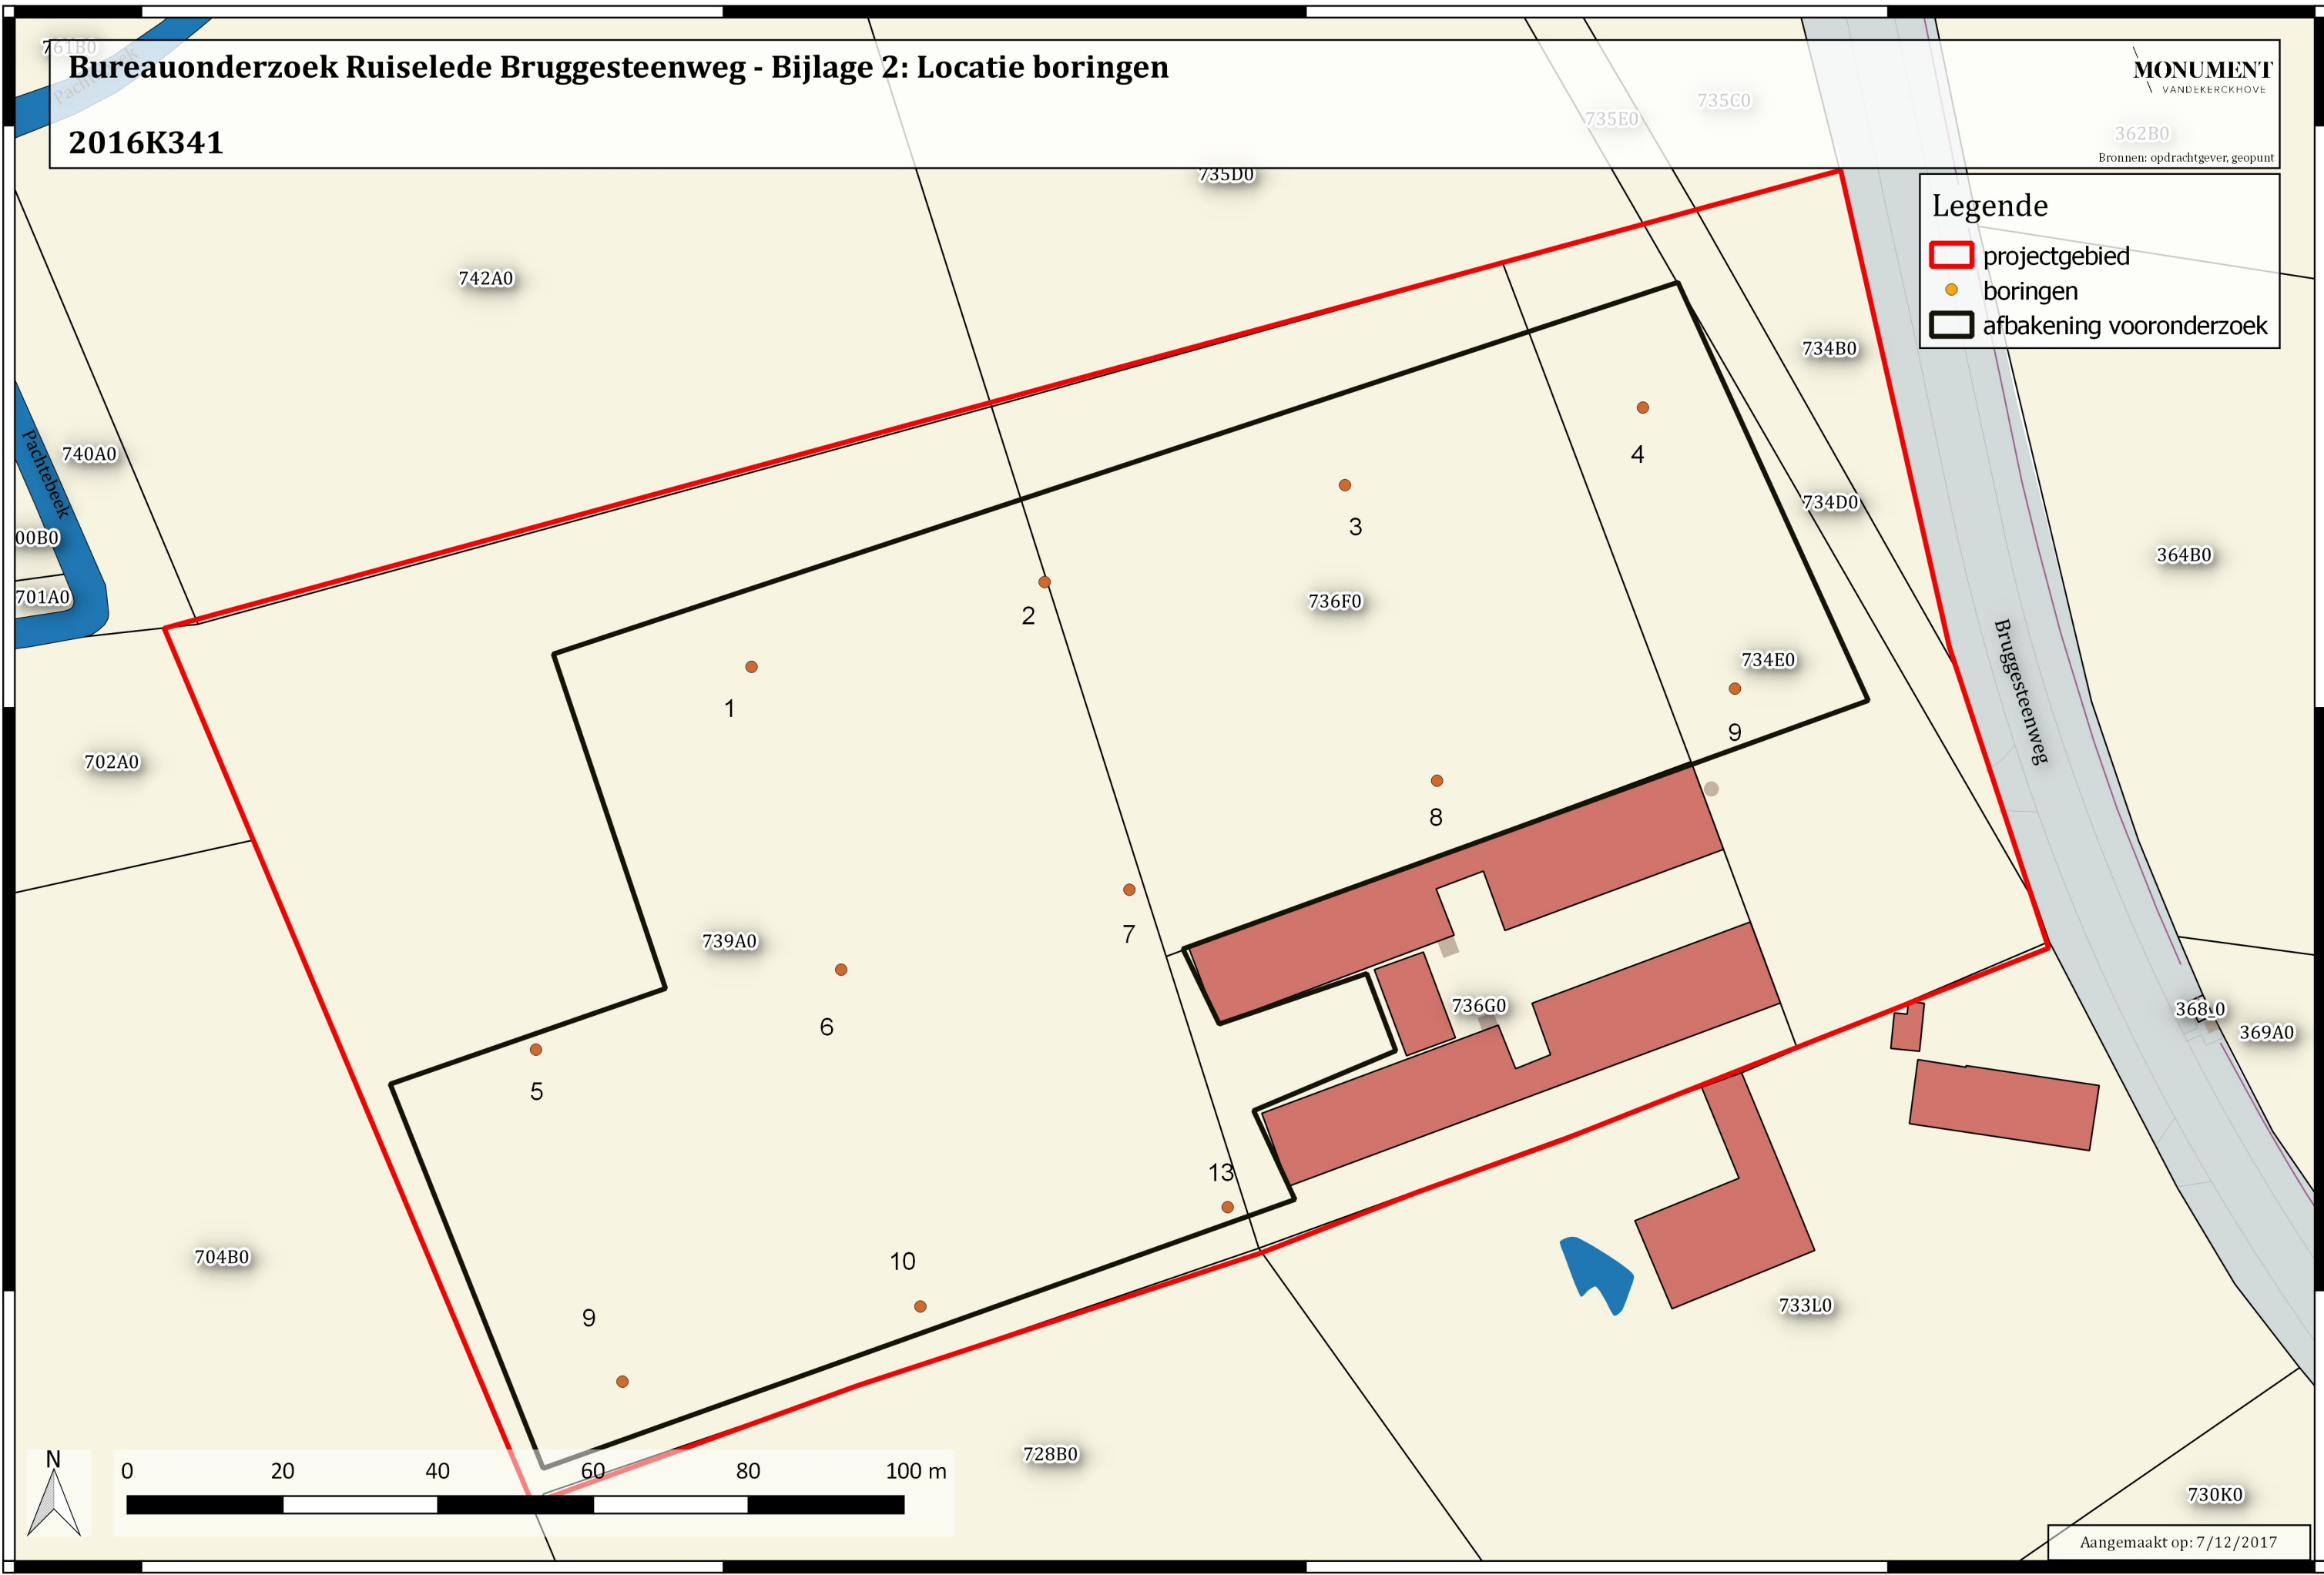 761B0
Pachtebeek
Bureauonderzoek Ruiselede Bruggesteenweg - Bijlage 2: Locatie boringen
2016K341
MONUMENT
VANDEKERCKHOVE
Bronnen: opdrachtgever, geopunt
735E0
735C0
362B0
735D0
Legende
projectgebied
boringen
afbakening vooronderzoek
742A0
734B0
740A0
Pachtebeek
4
734D0
3
00B0
364B0
701A0
2
736F0
734E0
1
Bruggesteenweg
9
702A0
8
7
739A0
6
736G0
368_0
369A0
5
13
704B0
10
9
733L0
728B0
N
0 20 40 60 80 100 m
730K0
Aangemaakt op: 7/12/2017